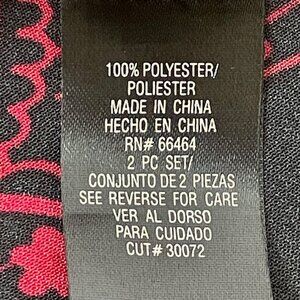 100% POLYESTER/
POLIESTER
MADE IN CHINA
HECHO EN CHINA
RN# 66464
2 PC SET/
CONJUNTO DE 2 PIEZAS
SEE REVERSE FOR CARE
VER AL DORSO
PARA CUIDADO
CUT# 30072